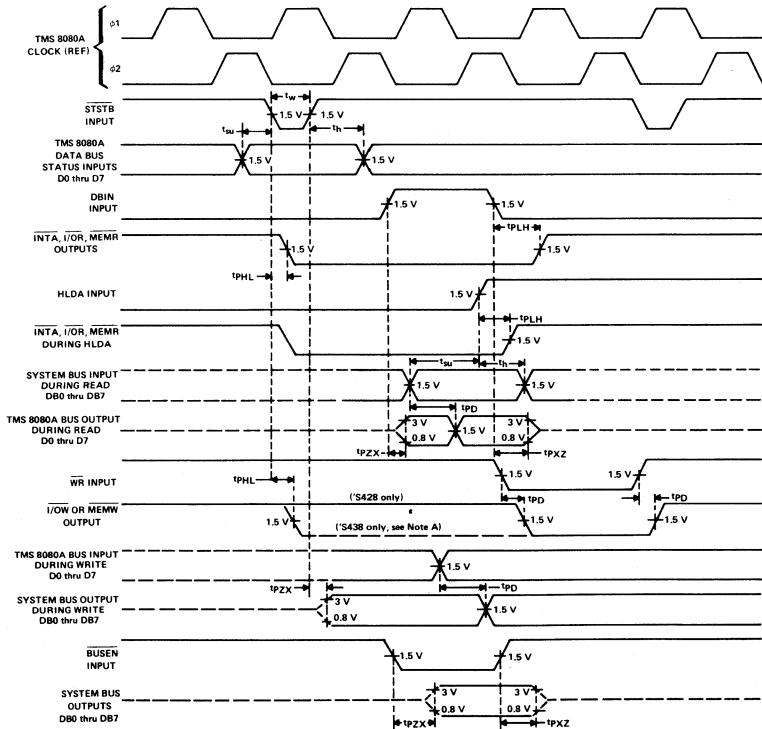 ϕ1
TMS 8080A
CLOCK (REF)
ϕ2
tw
STSTB
INPUT
1.5 V
1.5 V
tsu
th
TMS 8080A
DATA BUS
STATUS INPUTS
D0 thru D7
1.5 V
1.5 V
DBIN
INPUT
1.5 V
1.5 V
tPLH
INTA, I/OR, MEMR
OUTPUTS
1.5 V
1.5 V
tPHL
HLDA INPUT
1.5 V
tPLH
INTA, I/OR, MEMR
DURING HLDA
1.5 V
tsu
th
SYSTEM BUS INPUT
DURING READ
DB0 thru DB7
1.5 V
1.5 V
tPD
TMS 8080A BUS OUTPUT
DURING READ
D0 thru D7
3 V
0.8 V
1.5 V
3 V
0.8 V
tPZX
tPXZ
WR INPUT
1.5 V
1.5 V
tPHL
tPD
tPD
('S428 only)
I/OW OR MEMW
OUTPUT
1.5 V
('S438 only, see Note A)
1.5 V
1.5 V
TMS 8080A BUS INPUT
DURING WRITE
D0 thru D7
1.5 V
tPZX
tPD
SYSTEM BUS OUTPUT
DURING WRITE
DB0 thru DB7
3 V
0.8 V
1.5 V
BUSEN
INPUT
1.5 V
1.5 V
SYSTEM BUS
OUTPUTS
DB0 thru DB7
3 V
0.8 V
3 V
0.8 V
tPZX
tPXZ